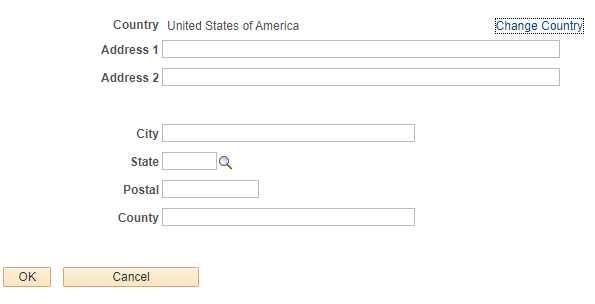 Country United States of America Change Country
Address 1
Address 2
City
State
Postal
County
OK Cancel